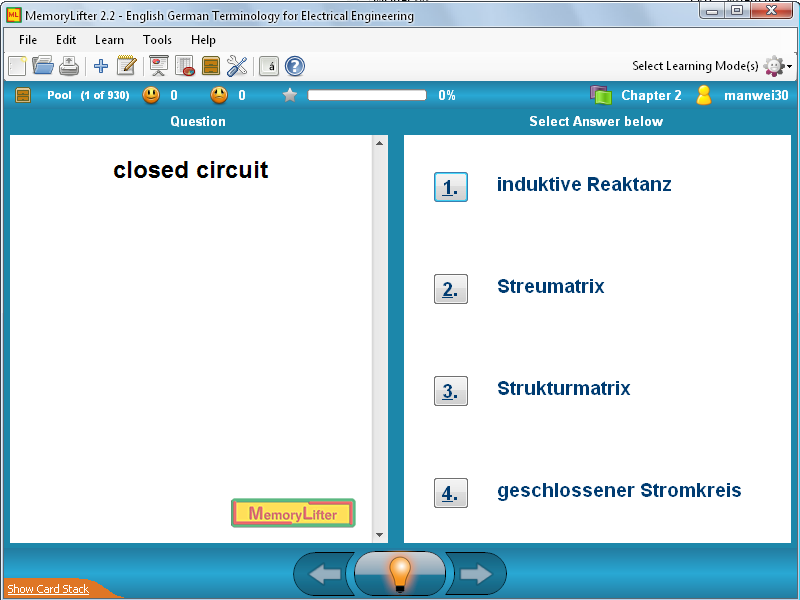 MemoryLifter 2.2 - English German Terminology for Electrical Engineering
File Edit Learn Tools Help
á ? Select Learning Mode(s)
Pool (1 of 930) 0 0 0% Chapter 2 manwei30
Question Select Answer below
closed circuit
1. induktive Reaktanz
2. Streumatrix
3. Strukturmatrix
4. geschlossener Stromkreis
MemoryLifter
Show Card Stack